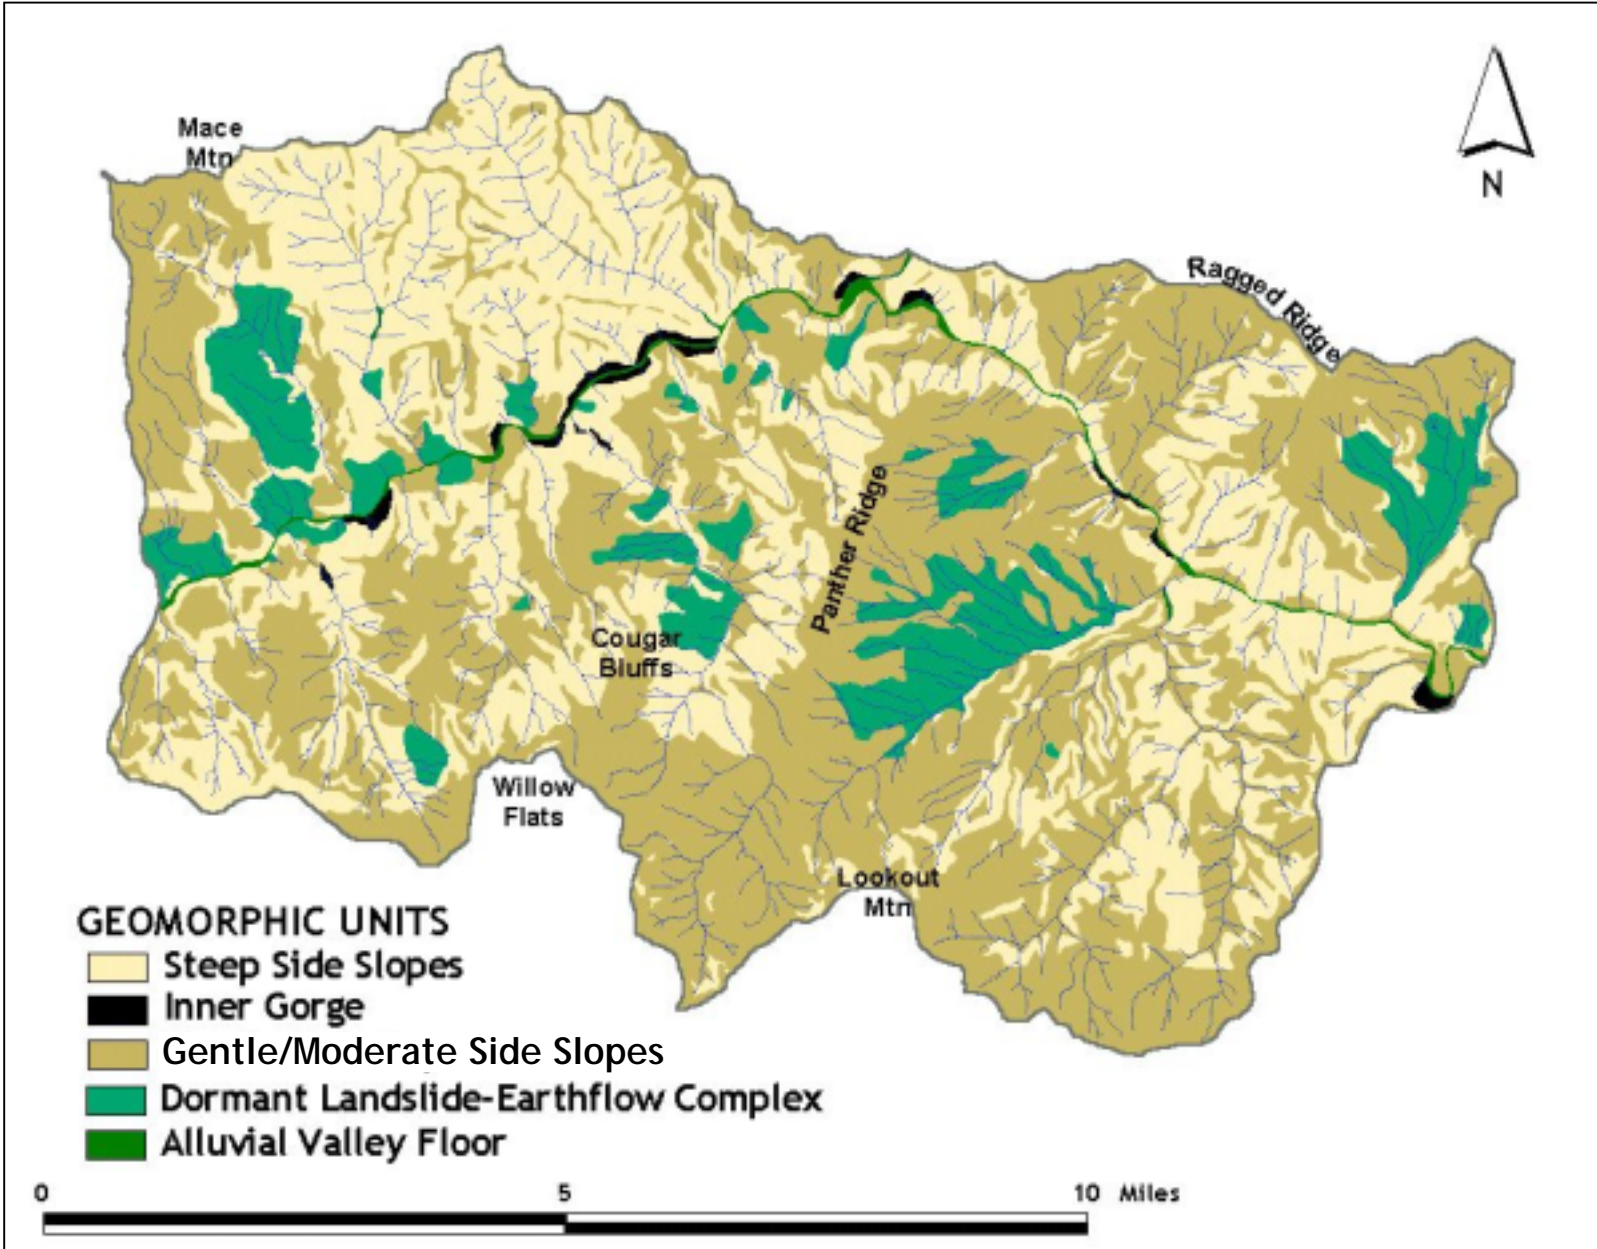 Mace
Mtn
N
Ragged Ridge
Panther Ridge
Cougar
Bluffs
Willow
Flats
Lookout
Mtn
GEOMORPHIC UNITS
Steep Side Slopes
Inner Gorge
Gentle/Moderate Side Slopes
Dormant Landslide-Earthflow Complex
Alluvial Valley Floor
0 5 10 Miles